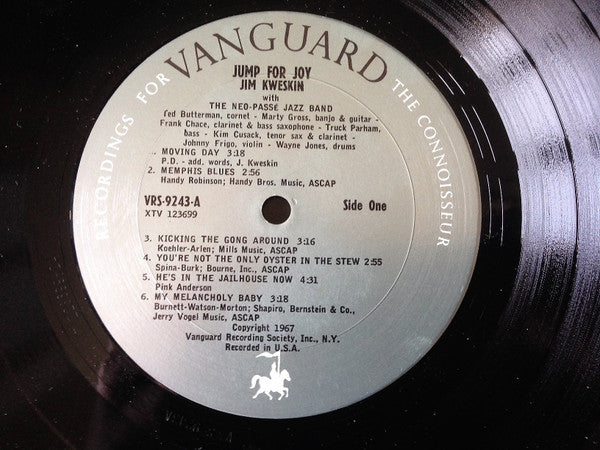 RECORDINGS FOR VANGUARD THE CONNOISSEUR
JUMP FOR JOY
JIM KWESKIN
with
THE NEO-PASSÉ JAZZ BAND
Ted Butterman, cornet - Marty Gross, banjo & guitar -
Frank Chace, clarinet & bass saxophone - Truck Parham,
bass - Kim Cusack, tenor sax & clarinet -
Johnny Frigo, violin - Wayne Jones, drums
MOVING DAY 3:18
P.D. - add. words, J. Kweskin
2. MEMPHIS BLUES 2:56
Handy Robinson; Handy Bros. Music, ASCAP
VRS-9243-A Side One
XTV 123699
3. KICKING THE GONG AROUND 3:16
Koehler-Arlen; Mills Music, ASCAP
4. YOU'RE NOT THE ONLY OYSTER IN THE STEW 2:55
Spina-Burk; Bourne, Inc., ASCAP
5. HE'S IN THE JAILHOUSE NOW 4:31
Pink Anderson
6. MY MELANCHOLY BABY 3:18
Burnett-Watson-Morton; Shapiro, Bernstein & Co.,
Jerry Vogel Music, ASCAP
Copyright 1967
Vanguard Recording Society, Inc., N.Y.
Recorded in U.S.A.